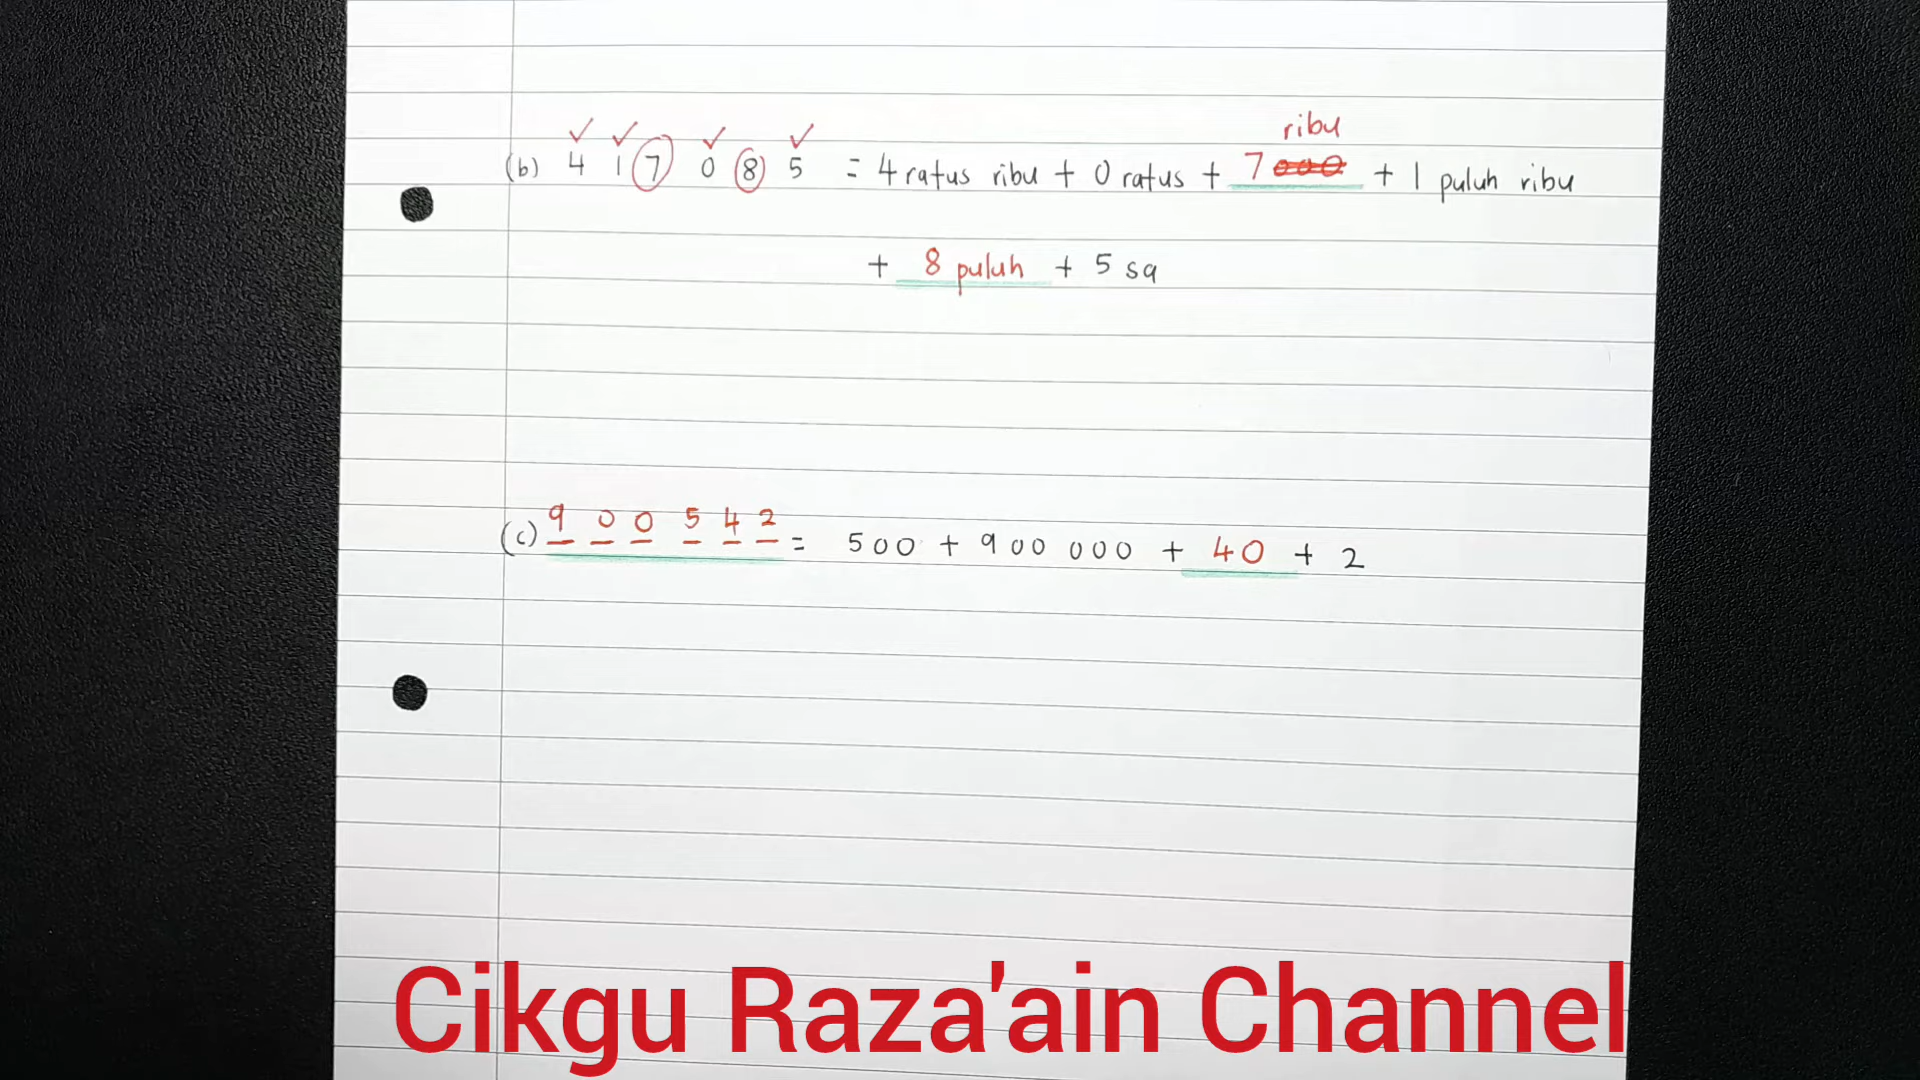 ribu
(b) 4 1 7 0 8 5 = 4 ratus ribu + 0 ratus + 7 000 + 1 puluh ribu
+ 8 puluh + 5 sa
(c) 9 0 0 5 4 2 = 500 + 900 000 + 40 + 2
Cikgu Raza'ain Channel